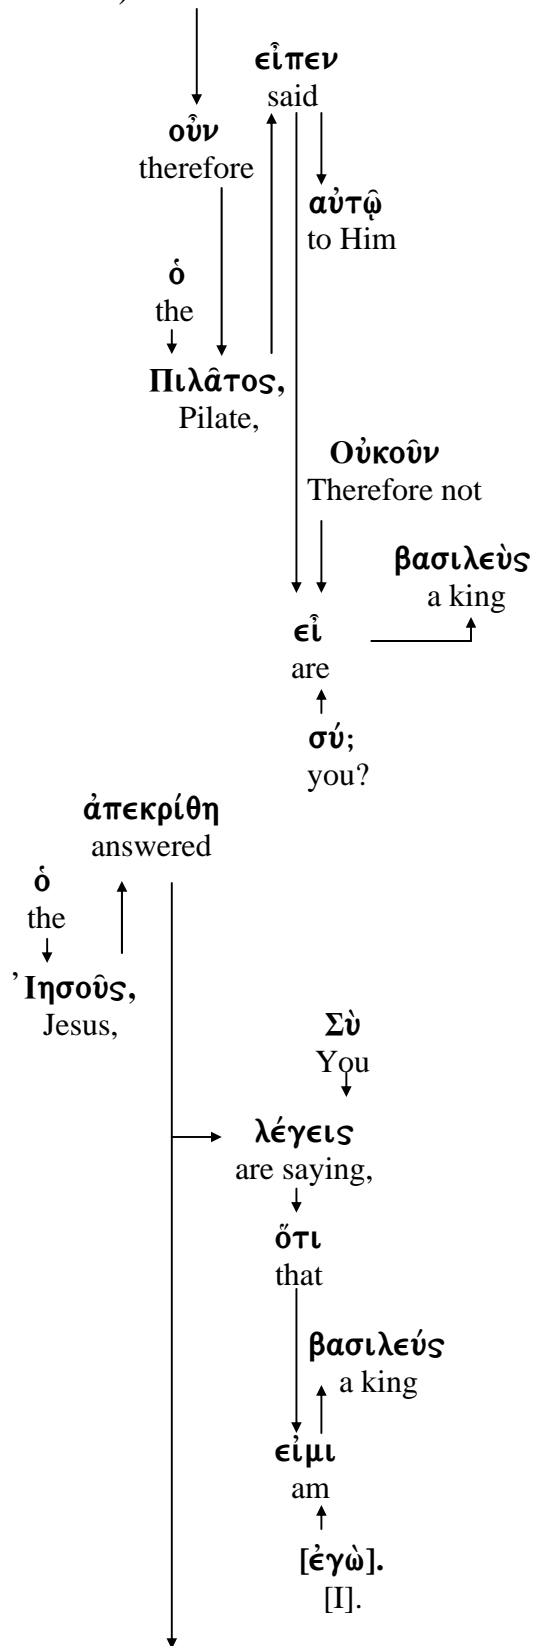 εἶπεν
said
οὖν
therefore
αὐτῷ
to Him
ὁ
the
Πιλᾶτος,
Pilate,
Οὐκοῦν
Therefore not
βασιλεὺς
a king
εἶ
are
σύ;
you?
ἀπεκρίθη
answered
ὁ
the
Ἰησοῦς,
Jesus,
Σὺ
You
λέγεις
are saying,
ὅτι
that
βασιλεύς
a king
εἰμι
am
[ἐγὼ].
[I].